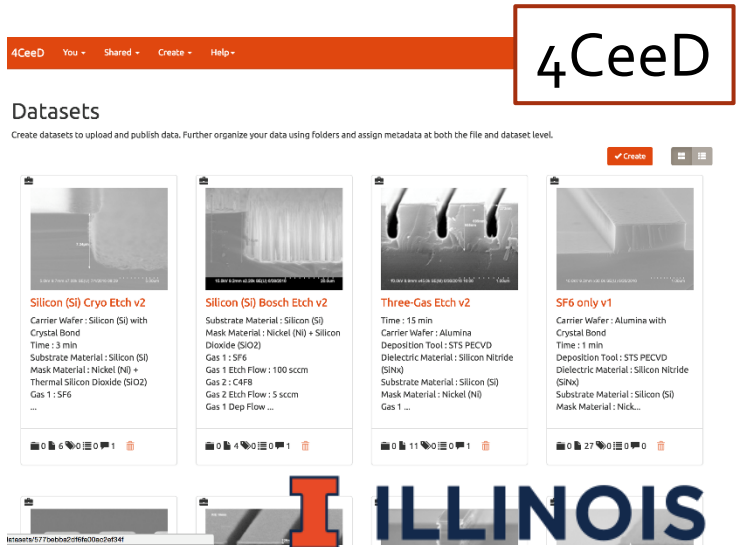 4CeeD You Shared Create Help
4CeeD
Datasets
Create datasets to upload and publish data. Further organize your data using folders and assign metadata at both the file and dataset level.
Create
Silicon (Si) Cryo Etch v2
Carrier Wafer : Silicon (Si) with
Crystal Bond
Time : 3 min
Substrate Material : Silicon (Si)
Mask Material : Nickel (Ni) +
Thermal Silicon Dioxide (SiO2)
Gas 1 : SF6
...
0 6 0 0 1
Silicon (Si) Bosch Etch v2
Substrate Material : Silicon (Si)
Mask Material : Nickel (Ni) + Silicon
Dioxide (SiO2)
Gas 1 : SF6
Gas 1 Etch Flow : 100 sccm
Gas 2 : C4F8
Gas 2 Etch Flow : 5 sccm
Gas 1 Dep Flow ...
0 4 0 0 1
Three-Gas Etch v2
Time : 15 min
Carrier Wafer : Alumina
Deposition Tool : STS PECVD
Dielectric Material : Silicon Nitride
(SiNx)
Substrate Material : Silicon (Si)
Mask Material : Nickel (Ni)
Gas 1 ...
0 11 0 0 1
SF6 only v1
Carrier Wafer : Alumina with
Crystal Bond
Time : 1 min
Deposition Tool : STS PECVD
Dielectric Material : Silicon Nitride
(SiNx)
Substrate Material : Silicon (Si)
Mask Material : Nick...
0 27 0 0 0
I ILLINOIS